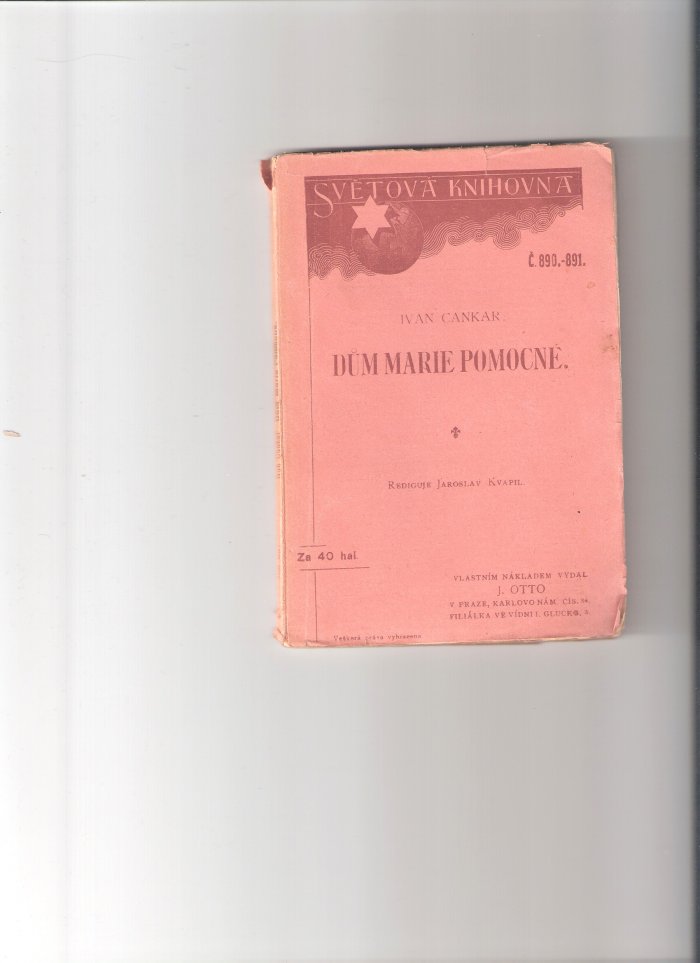 SVĚTOVÁ KNIHOVNA
Č. 890.-891.
IVAN CANKAR.
DŮM MARIE POMOCNÉ.
REDIGUJE JAROSLAV KVAPIL.
Za 40 hal.
VLASTNÍM NÁKLADEM VYDAL
J. OTTO
V PRAZE, KARLOVO NÁM. ČÍS. 34.
FILIÁLKA VE VÍDNI I. GLUCKG. 3.
Veškerá práva vyhrazena